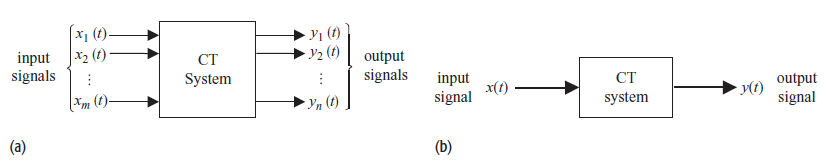 input signals
x₁ (t)
x₂ (t)
⋮
xₘ (t)
CT
System
y₁ (t)
y₂ (t)
⋮
yₙ (t)
output signals
(a)
input signal
x(t)
CT
system
y(t)
output signal
(b)